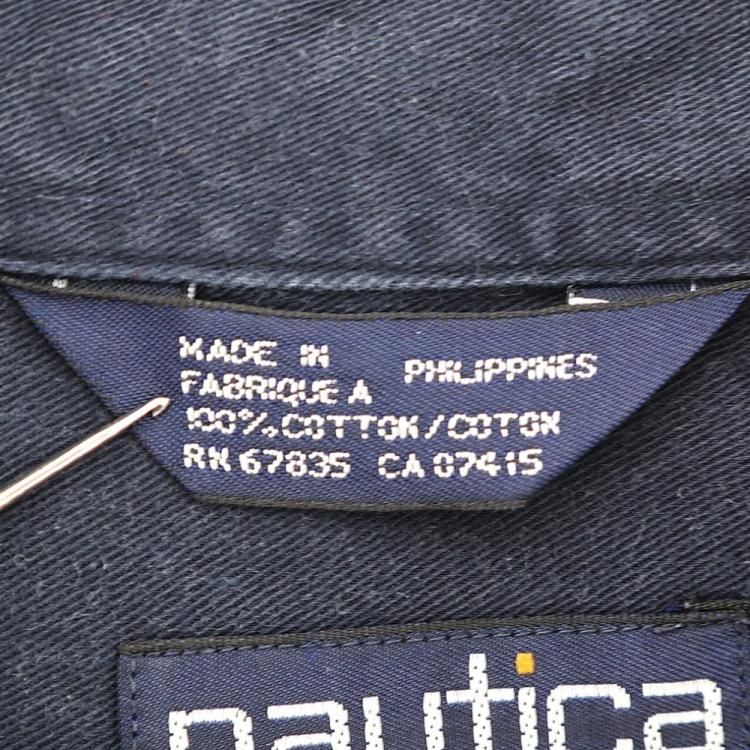 MADE IN PHILIPPINES
FABRIQUE A
100% COTTON/COTON
RN 67835 CA 07415
nautica